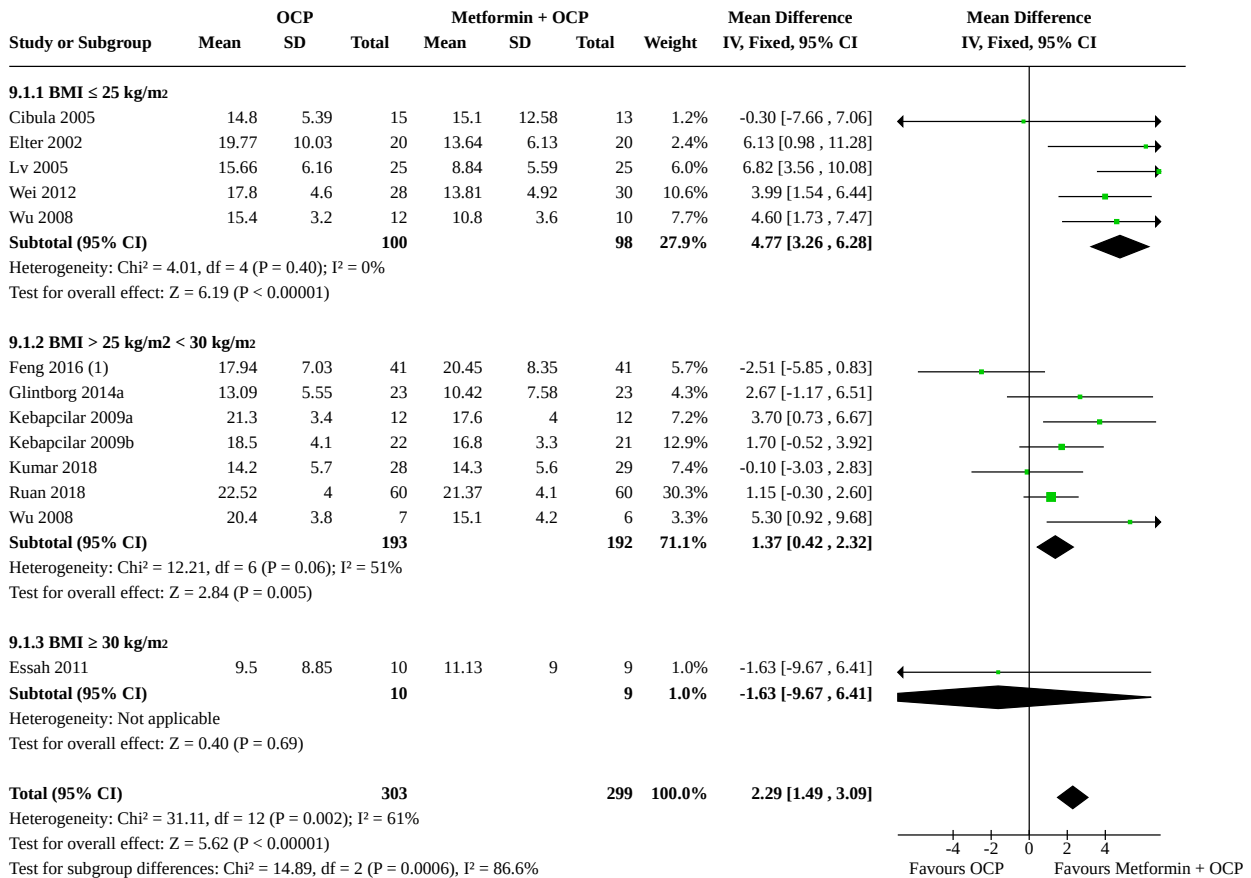 OCP Metformin + OCP Mean Difference Mean Difference
Study or Subgroup Mean SD Total Mean SD Total Weight IV, Fixed, 95% CI IV, Fixed, 95% CI
9.1.1 BMI ≤ 25 kg/m2
Cibula 2005 14.8 5.39 15 15.1 12.58 13 1.2% -0.30 [-7.66 , 7.06]
Elter 2002 19.77 10.03 20 13.64 6.13 20 2.4% 6.13 [0.98 , 11.28]
Lv 2005 15.66 6.16 25 8.84 5.59 25 6.0% 6.82 [3.56 , 10.08]
Wei 2012 17.8 4.6 28 13.81 4.92 30 10.6% 3.99 [1.54 , 6.44]
Wu 2008 15.4 3.2 12 10.8 3.6 10 7.7% 4.60 [1.73 , 7.47]
Subtotal (95% CI) 100 98 27.9% 4.77 [3.26 , 6.28]
Heterogeneity: Chi² = 4.01, df = 4 (P = 0.40); I² = 0%
Test for overall effect: Z = 6.19 (P < 0.00001)
9.1.2 BMI > 25 kg/m2 < 30 kg/m2
Feng 2016 (1) 17.94 7.03 41 20.45 8.35 41 5.7% -2.51 [-5.85 , 0.83]
Glintborg 2014a 13.09 5.55 23 10.42 7.58 23 4.3% 2.67 [-1.17 , 6.51]
Kebapcilar 2009a 21.3 3.4 12 17.6 4 12 7.2% 3.70 [0.73 , 6.67]
Kebapcilar 2009b 18.5 4.1 22 16.8 3.3 21 12.9% 1.70 [-0.52 , 3.92]
Kumar 2018 14.2 5.7 28 14.3 5.6 29 7.4% -0.10 [-3.03 , 2.83]
Ruan 2018 22.52 4 60 21.37 4.1 60 30.3% 1.15 [-0.30 , 2.60]
Wu 2008 20.4 3.8 7 15.1 4.2 6 3.3% 5.30 [0.92 , 9.68]
Subtotal (95% CI) 193 192 71.1% 1.37 [0.42 , 2.32]
Heterogeneity: Chi² = 12.21, df = 6 (P = 0.06); I² = 51%
Test for overall effect: Z = 2.84 (P = 0.005)
9.1.3 BMI ≥ 30 kg/m2
Essah 2011 9.5 8.85 10 11.13 9 9 1.0% -1.63 [-9.67 , 6.41]
Subtotal (95% CI) 10 9 1.0% -1.63 [-9.67 , 6.41]
Heterogeneity: Not applicable
Test for overall effect: Z = 0.40 (P = 0.69)
Total (95% CI) 303 299 100.0% 2.29 [1.49 , 3.09]
Heterogeneity: Chi² = 31.11, df = 12 (P = 0.002); I² = 61%
Test for overall effect: Z = 5.62 (P < 0.00001)
-4 -2 0 2 4
Test for subgroup differences: Chi² = 14.89, df = 2 (P = 0.0006), I² = 86.6% Favours OCP Favours Metformin + OCP